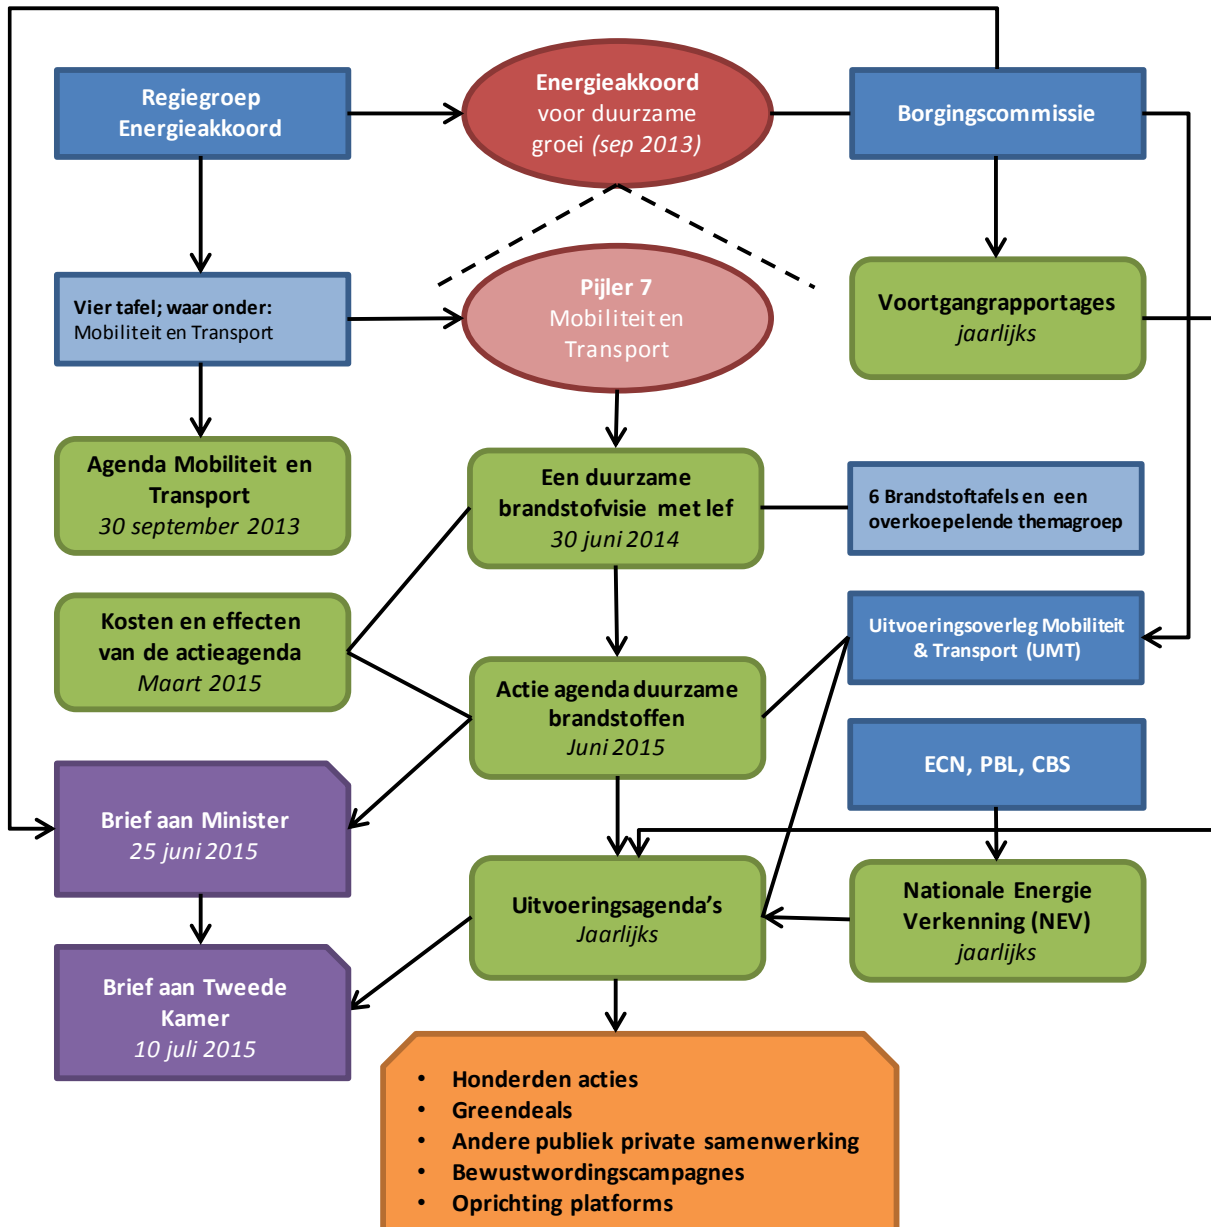 Regiegroep
Energieakkoord
Energieakkoord
voor duurzame
groei (sep 2013)
Borgingscommissie
Vier tafel; waar onder:
Mobiliteit en Transport
Pijler 7
Mobiliteit en
Transport
Voortgangrapportages
jaarlijks
Agenda Mobiliteit en
Transport
30 september 2013
Een duurzame
brandstofvisie met lef
30 juni 2014
6 Brandstoftafels en een
overkoepelende themagroep
Kosten en effecten
van de actieagenda
Maart 2015
Uitvoeringsoverleg Mobiliteit
& Transport (UMT)
Actie agenda duurzame
brandstoffen
Juni 2015
ECN, PBL, CBS
Brief aan Minister
25 juni 2015
Uitvoeringsagenda's
Jaarlijks
Nationale Energie
Verkenning (NEV)
jaarlijks
Brief aan Tweede
Kamer
10 juli 2015
• Honderden acties
• Greendeals
• Andere publiek private samenwerking
• Bewustwordingscampagnes
• Oprichting platforms